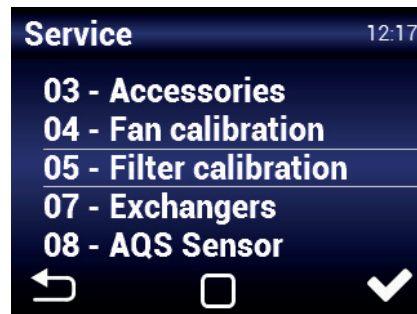 Service
12:17
03 - Accessories
04 - Fan calibration
05 - Filter calibration
07 - Exchangers
08 - AQS Sensor